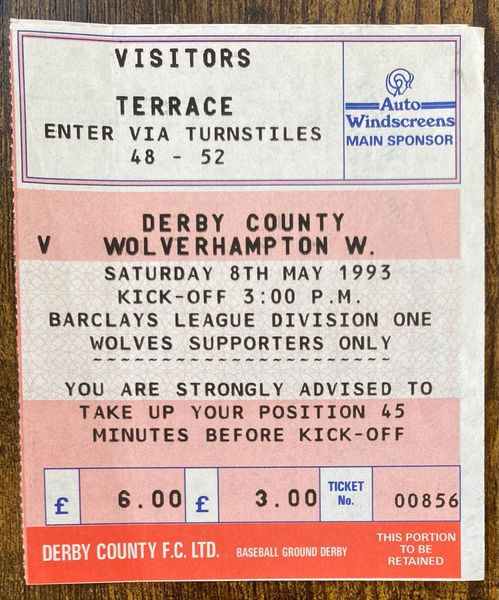 VISITORS
TERRACE
ENTER VIA TURNSTILES
48 - 52
Auto
Windscreens
MAIN SPONSOR
DERBY COUNTY
V WOLVERHAMPTON W.
SATURDAY 8TH MAY 1993
KICK-OFF 3:00 P.M.
BARCLAYS LEAGUE DIVISION ONE
WOLVES SUPPORTERS ONLY
~~~~~~~~~~~~~~~~~~~~~~
YOU ARE STRONGLY ADVISED TO
TAKE UP YOUR POSITION 45
MINUTES BEFORE KICK-OFF
£ 6.00 £ 3.00 TICKET No. 00856
DERBY COUNTY F.C. LTD. BASEBALL GROUND DERBY
THIS PORTION
TO BE
RETAINED